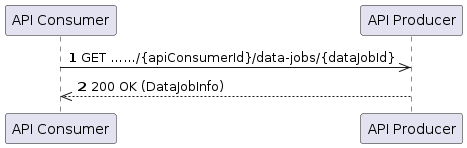 API Consumer
API Producer
1 GET ....../{apiConsumerId}/data-jobs/{dataJobId}
2 200 OK (DataJobInfo)
API Consumer
API Producer